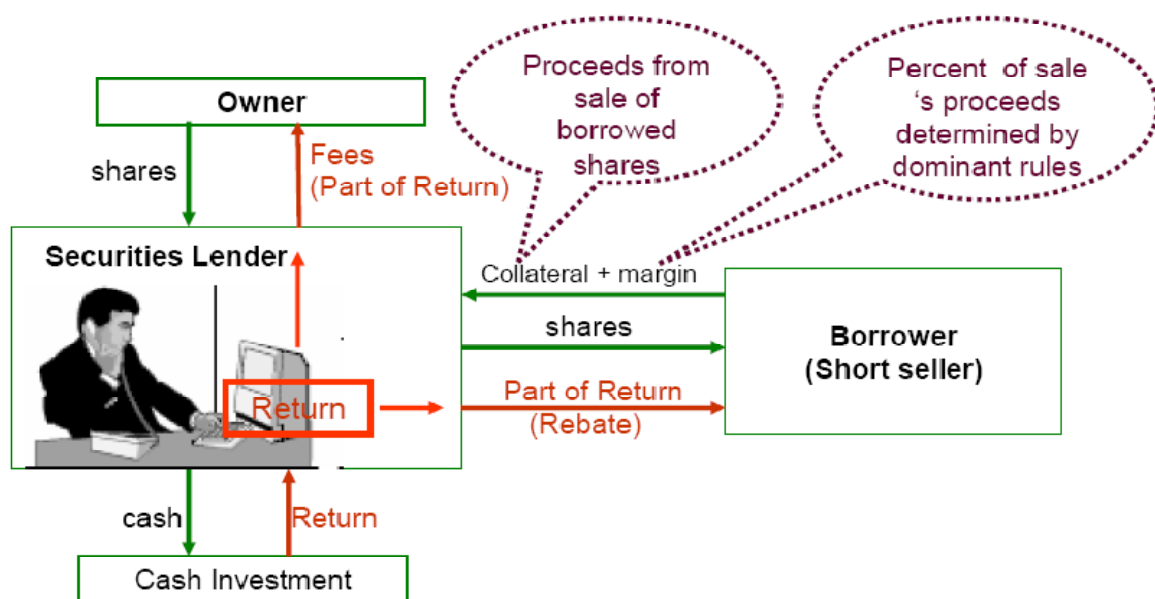 Proceeds from
sale of
borrowed
shares
Percent of sale
‘s proceeds
determined by
dominant rules
Owner
shares
Fees
(Part of Return)
Securities Lender
Collateral + margin
shares
Borrower
(Short seller)
Return
Part of Return
(Rebate)
cash
Return
Cash Investment